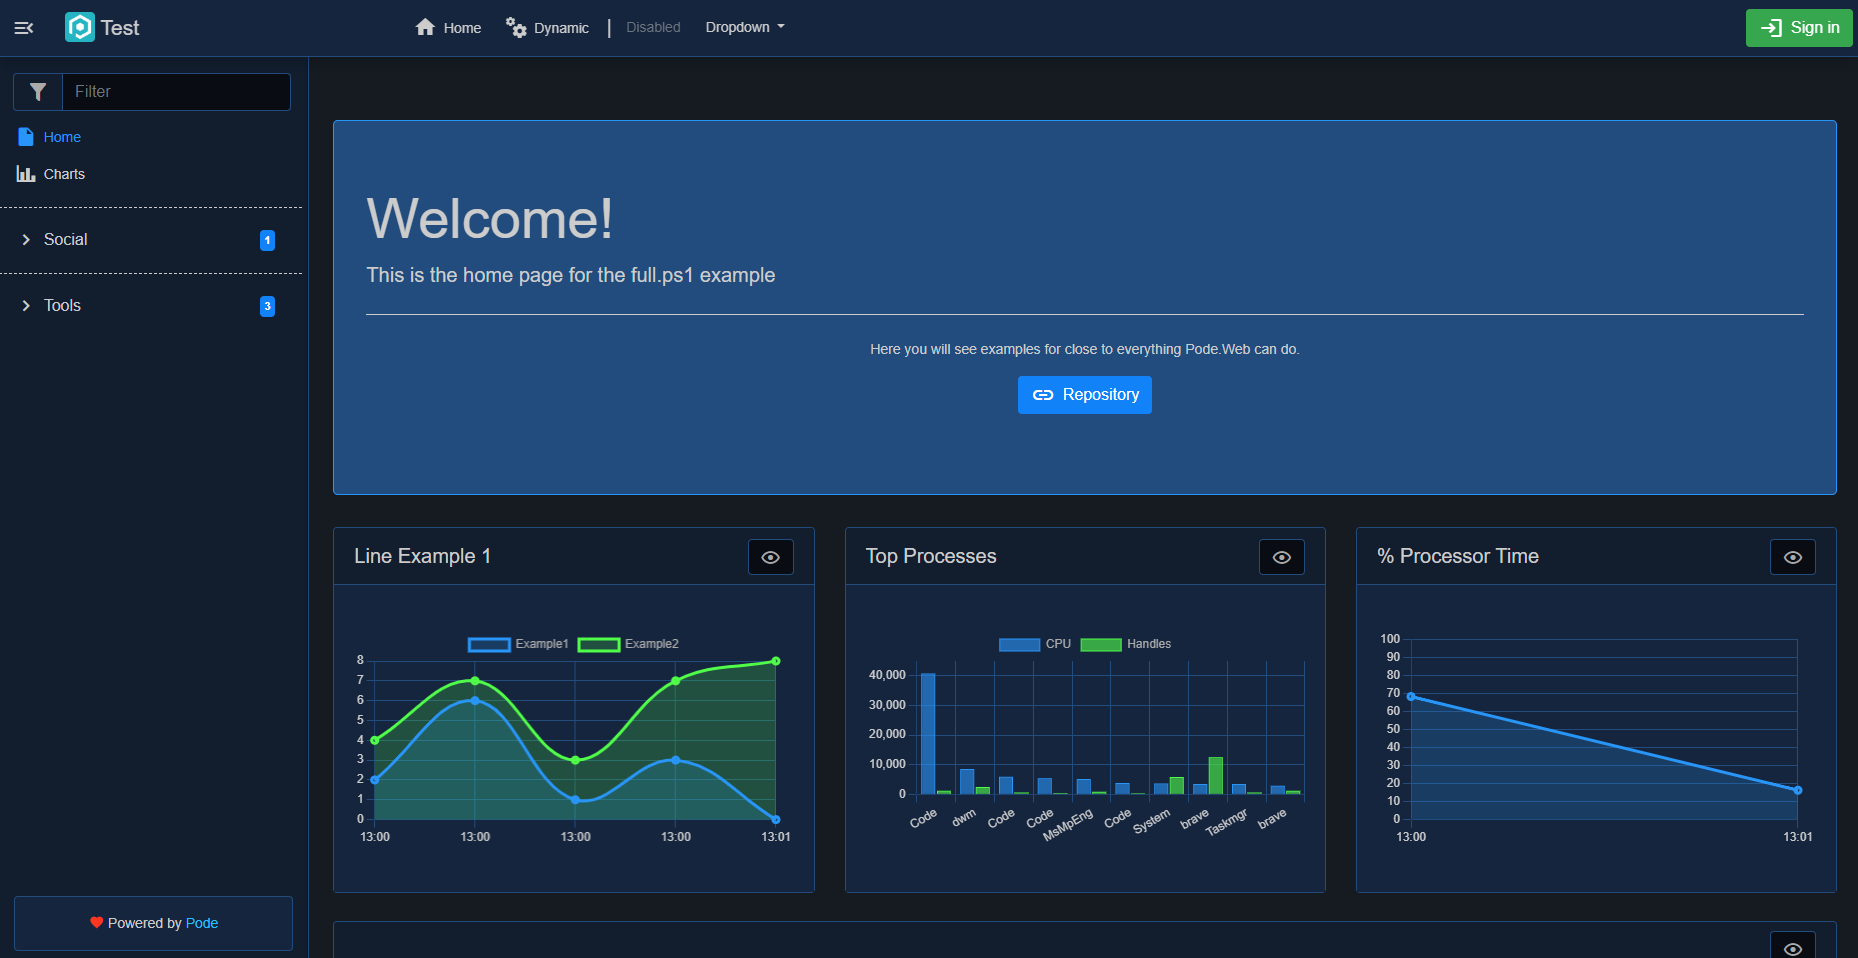 Test
Home
Dynamic
Disabled
Dropdown
Sign in
Filter
Home
Charts
Social
1
Tools
3
Powered by Pode
Welcome!
This is the home page for the full.ps1 example
Here you will see examples for close to everything Pode.Web can do.
Repository
Line Example 1
Example1 Example2
8
7
6
5
4
3
2
1
0
13:00 13:00 13:00 13:00 13:01
Top Processes
CPU Handles
40,000
30,000
20,000
10,000
0
Code dwm Code Code MsMpEng Code System brave Taskmgr brave
% Processor Time
100
90
80
70
60
50
40
30
20
10
0
13:00 13:01